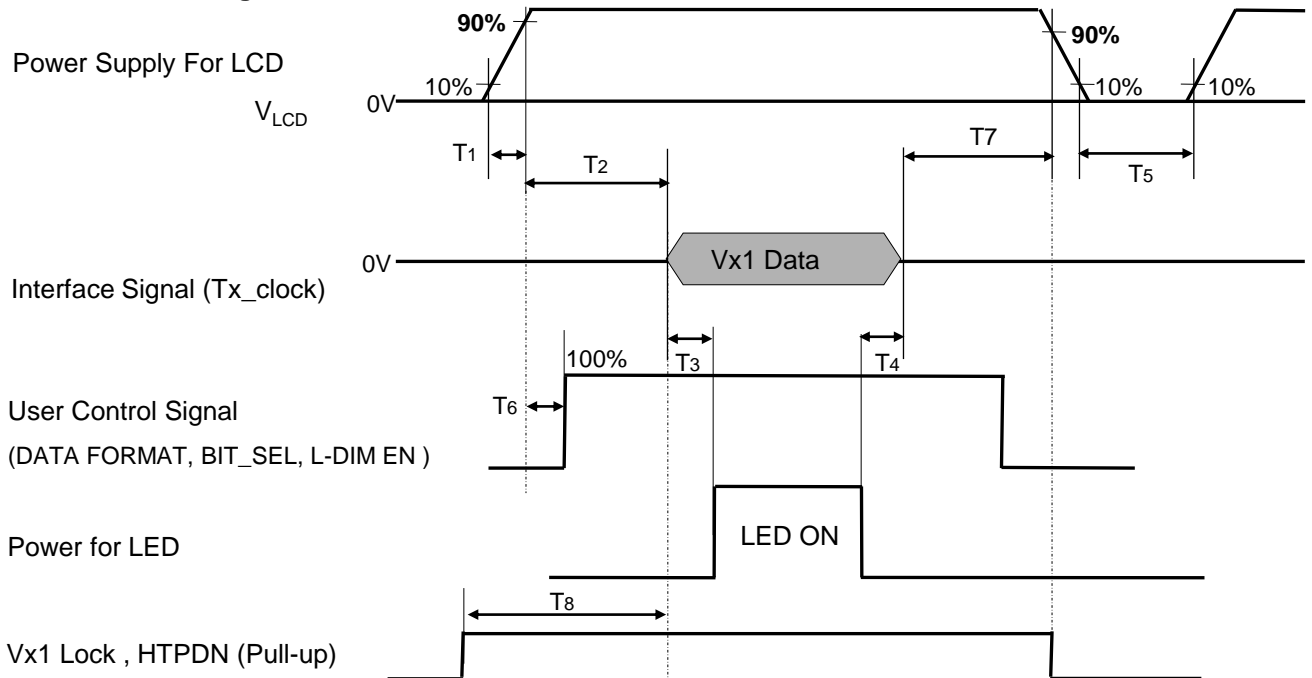 90%
90%
Power Supply For LCD
10%
10%
10%
VLCD
0V
T1
T2
T7
T5
0V
Vx1 Data
Interface Signal (Tx_clock)
100%
T3
T4
User Control Signal
T6
(DATA FORMAT, BIT_SEL, L-DIM EN )
Power for LED
LED ON
T8
Vx1 Lock , HTPDN (Pull-up)